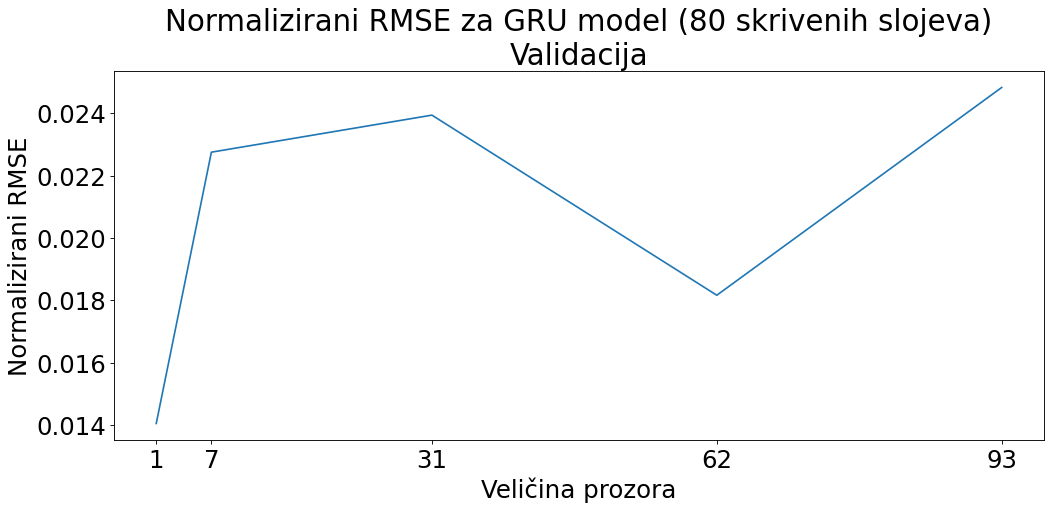 Normalizirani RMSE za GRU model (80 skrivenih slojeva)
Validacija
Normalizirani RMSE
0.024
0.022
0.020
0.018
0.016
0.014
1 7 31 62 93
Veličina prozora